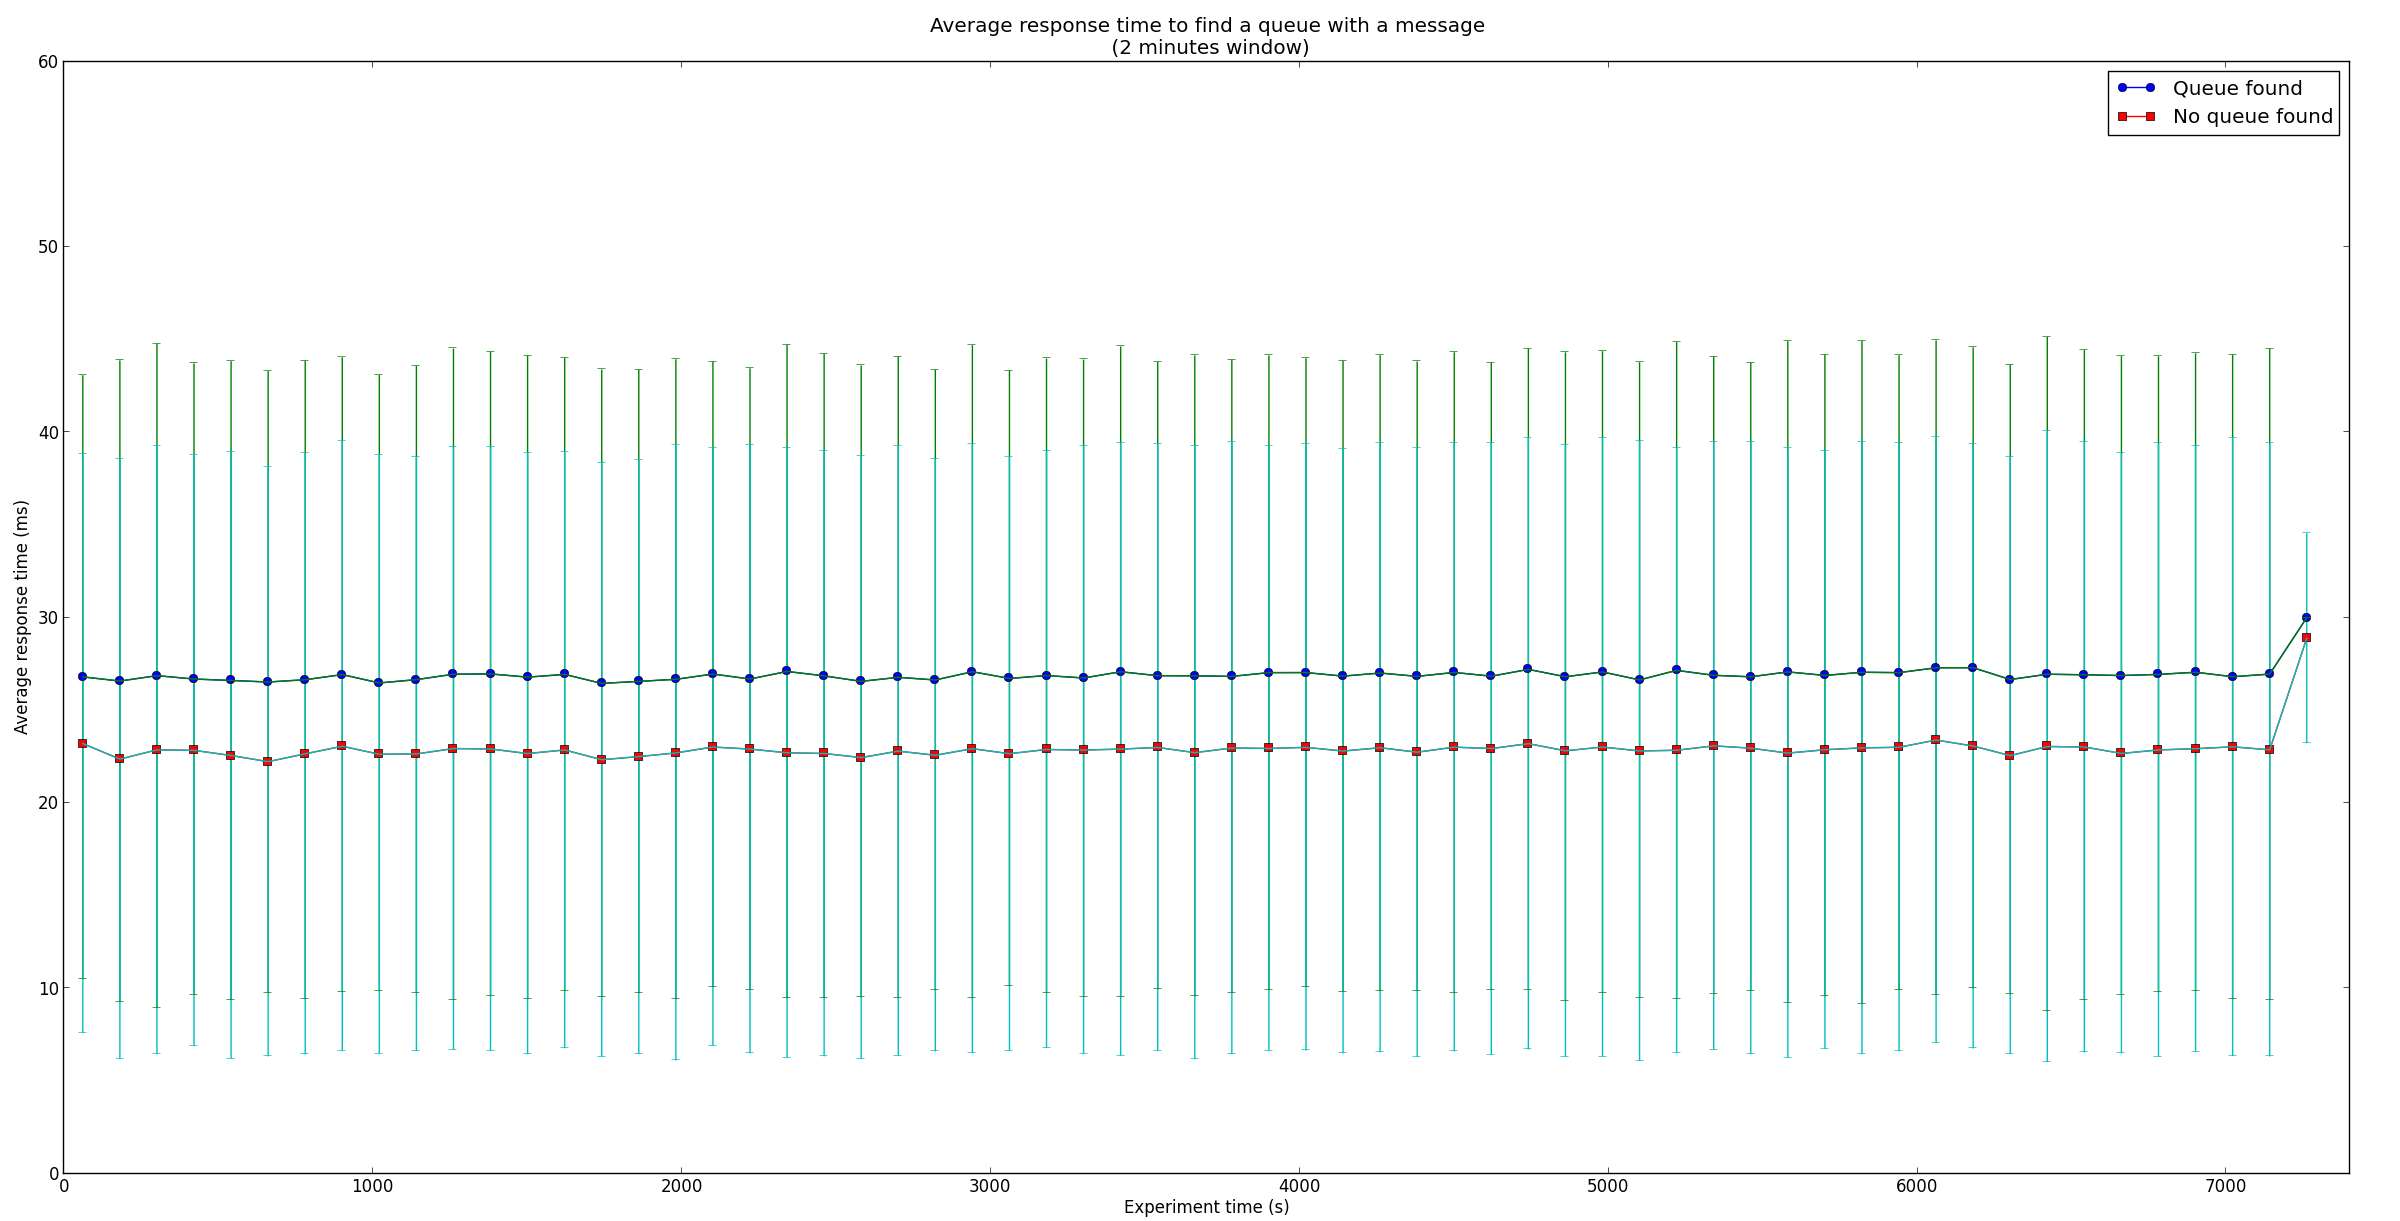 Average response time to find a queue with a message
(2 minutes window)
Queue found
No queue found
60
50
40
30
20
10
0
Average response time (ms)
0 1000 2000 3000 4000 5000 6000 7000
Experiment time (s)